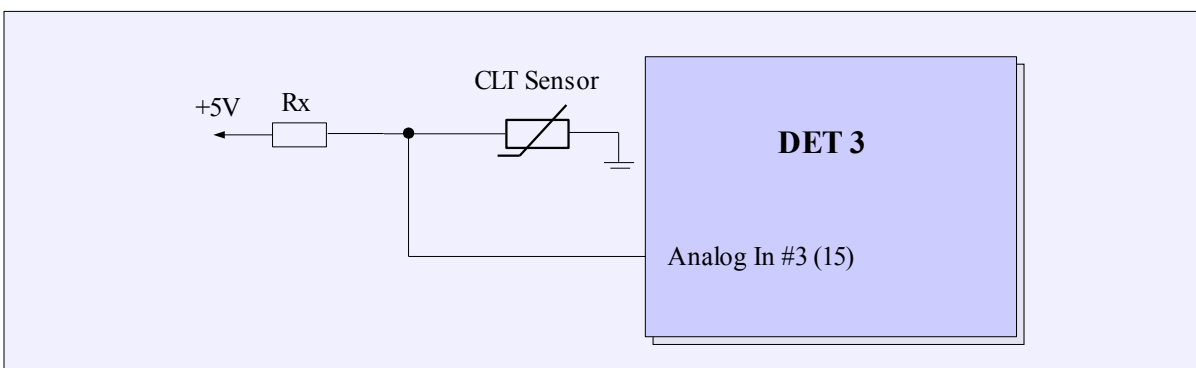 CLT Sensor
+5V
Rx
DET 3
Analog In #3 (15)